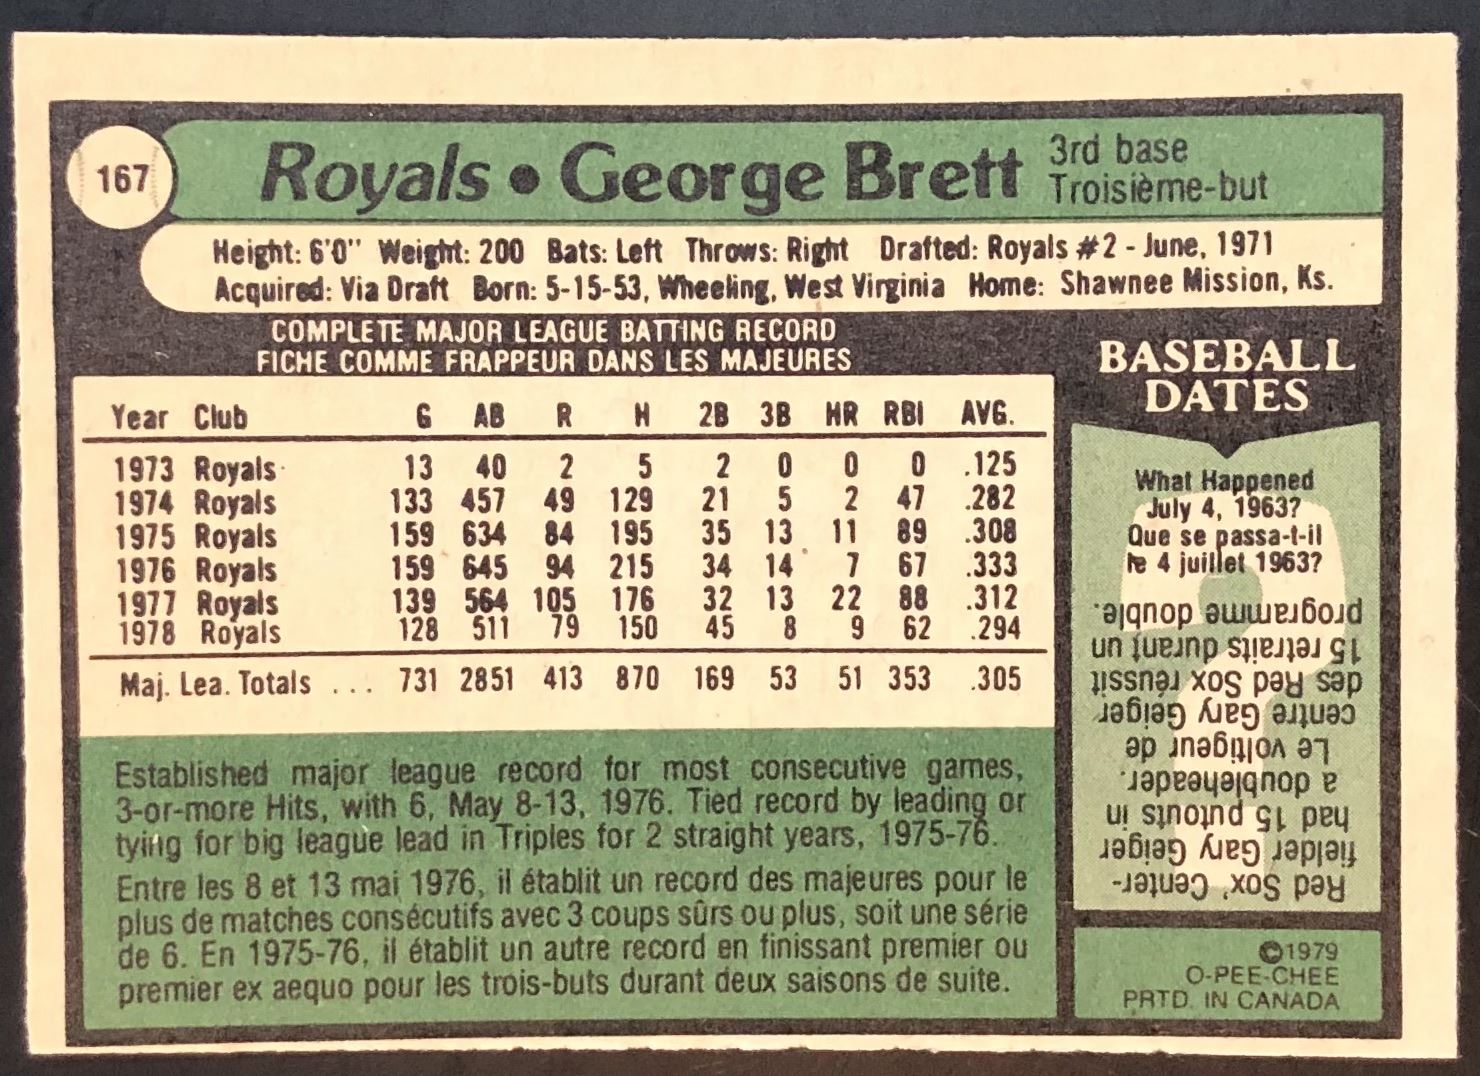 167
Royals • George Brett
3rd base
Troisième-but
Height: 6'0" Weight: 200 Bats: Left Throws: Right Drafted: Royals #2 - June, 1971
Acquired: Via Draft Born: 5-15-53, Wheeling, West Virginia Home: Shawnee Mission, Ks.
COMPLETE MAJOR LEAGUE BATTING RECORD
FICHE COMME FRAPPEUR DANS LES MAJEURES
Year Club G AB R H 2B 3B HR RBI AVG.
1973 Royals 13 40 2 5 2 0 0 0 .125
1974 Royals 133 457 49 129 21 5 2 47 .282
1975 Royals 159 634 84 195 35 13 11 89 .308
1976 Royals 159 645 94 215 34 14 7 67 .333
1977 Royals 139 564 105 176 32 13 22 88 .312
1978 Royals 128 511 79 150 45 8 9 62 .294
Maj. Lea. Totals ... 731 2851 413 870 169 53 51 353 .305
Established major league record for most consecutive games,
3-or-more Hits, with 6, May 8-13, 1976. Tied record by leading or
tying for big league lead in Triples for 2 straight years, 1975-76.
Entre les 8 et 13 mai 1976, il établit un record des majeures pour le
plus de matches consécutifs avec 3 coups sûrs ou plus, soit une série
de 6. En 1975-76, il établit un autre record en finissant premier ou
premier ex aequo pour les trois-buts durant deux saisons de suite.
BASEBALL
DATES
What Happened
July 4, 1963?
Que se passa-t-il
le 4 juillet 1963?
Red Sox' Center-
fielder Gary Geiger
had 15 putouts in
a doubleheader.
Le voltigeur de
centre Gary Geiger
des Red Sox réussit
15 retraits durant un
programme double.
©1979
O-PEE-CHEE
PRTD. IN CANADA